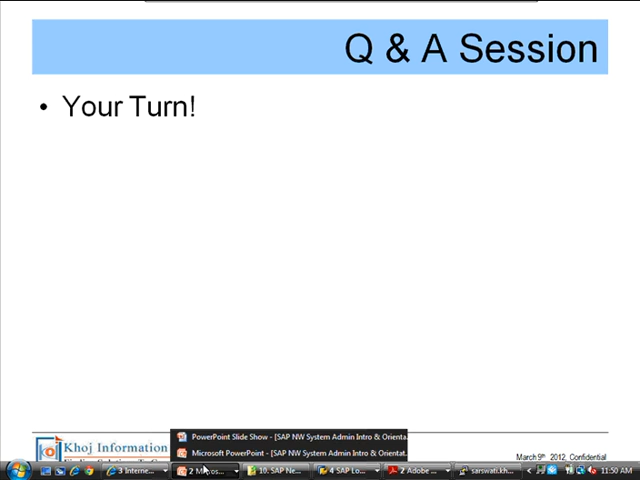 Q & A Session
• Your Turn!
PowerPoint Slide Show - [SAP NW System Admin Intro & Orienta...
Microsoft PowerPoint - [SAP NW System Admin Intro & Orientat...
Khoj Information
March 9th 2012, Confidential
3 Interne...
2 Micros...
10. SAP Ne...
4 SAP Lo...
2 Adobe ...
sarswati.kh...
11:50 AM